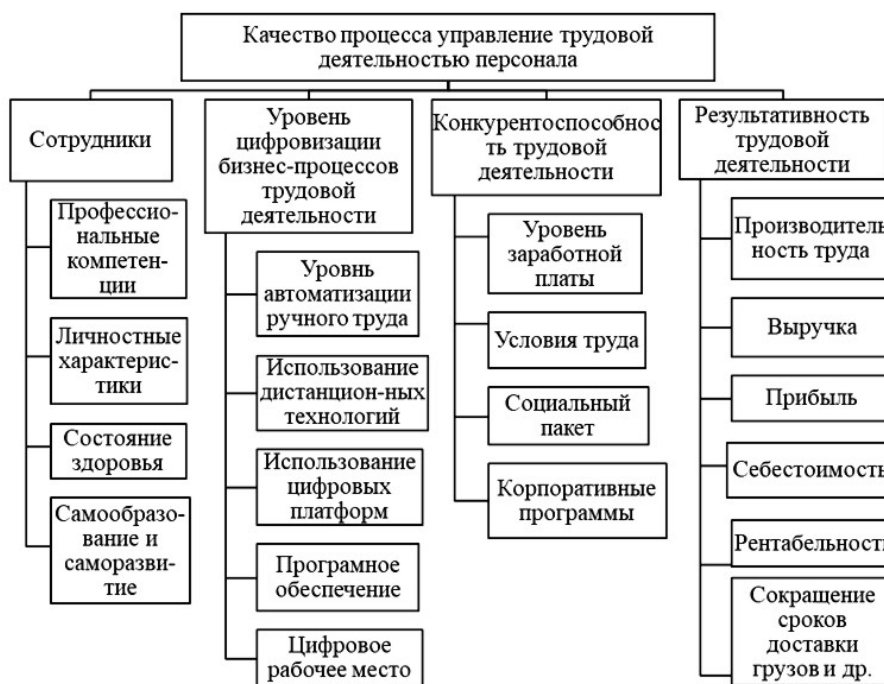 Качество процесса управление трудовой
деятельностью персонала
Сотрудники
Профессио-
нальные
компетен-
ции
Личностные
характерис-
тики
Состояние
здоровья
Самообразо-
вание и
саморазви-
тие
Уровень
цифровизации
бизнес-процессов
трудовой
деятельности
Уровнь
автоматизации
ручного труда
Использование
дистанцион-ных
технологий
Использование
цифровых
платформ
Програмное
обеспечение
Цифровое
рабочее место
Конкурентоспособнос
ть трудовой
деятельности
Уровень
заработной
платы
Условия труда
Социальный
пакет
Корпоративные
программы
Результативность
трудовой
деятельности
Производитель
ность труда
Выручка
Прибыль
Себестоимость
Рентабельность
Сокращение
сроков
доставки
грузов и др.